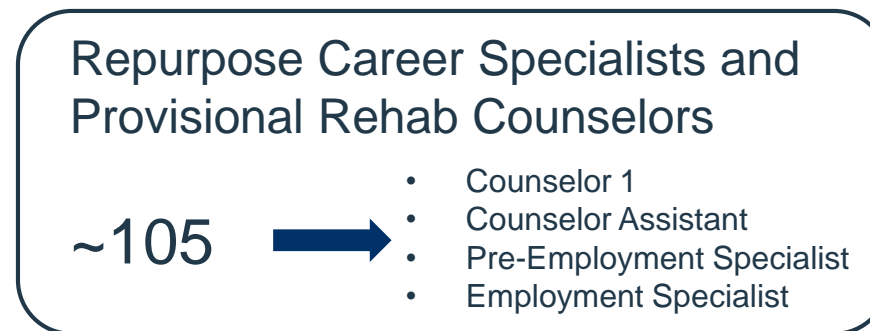 Repurpose Career Specialists and
Provisional Rehab Counselors
~105
• Counselor 1
• Counselor Assistant
• Pre-Employment Specialist
• Employment Specialist